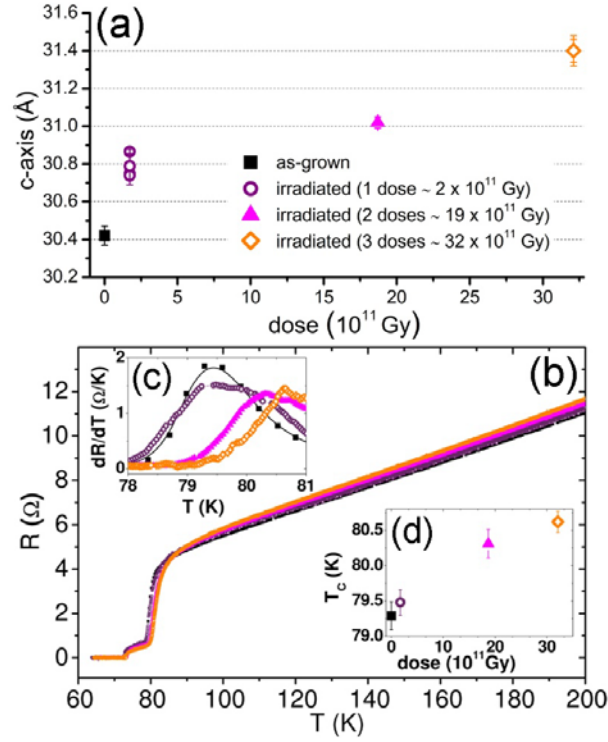 (a)
31.6
31.4
31.2
31.0
30.8
30.6
30.4
30.2
c-axis (Å)
as-grown
irradiated (1 dose ~ 2 x 10¹¹ Gy)
irradiated (2 doses ~ 19 x 10¹¹ Gy)
irradiated (3 doses ~ 32 x 10¹¹ Gy)
0 5 10 15 20 25 30
dose (10¹¹ Gy)
(b)
12
10
8
6
4
2
0
R (Ω)
60 80 100 120 140 160 180 200
T (K)
(c)
2
1
0
dR/dT (Ω/K)
78 79 80 81
T (K)
(d)
80.5
80.0
79.5
79.0
T_C (K)
0 10 20 30
dose (10¹¹Gy)